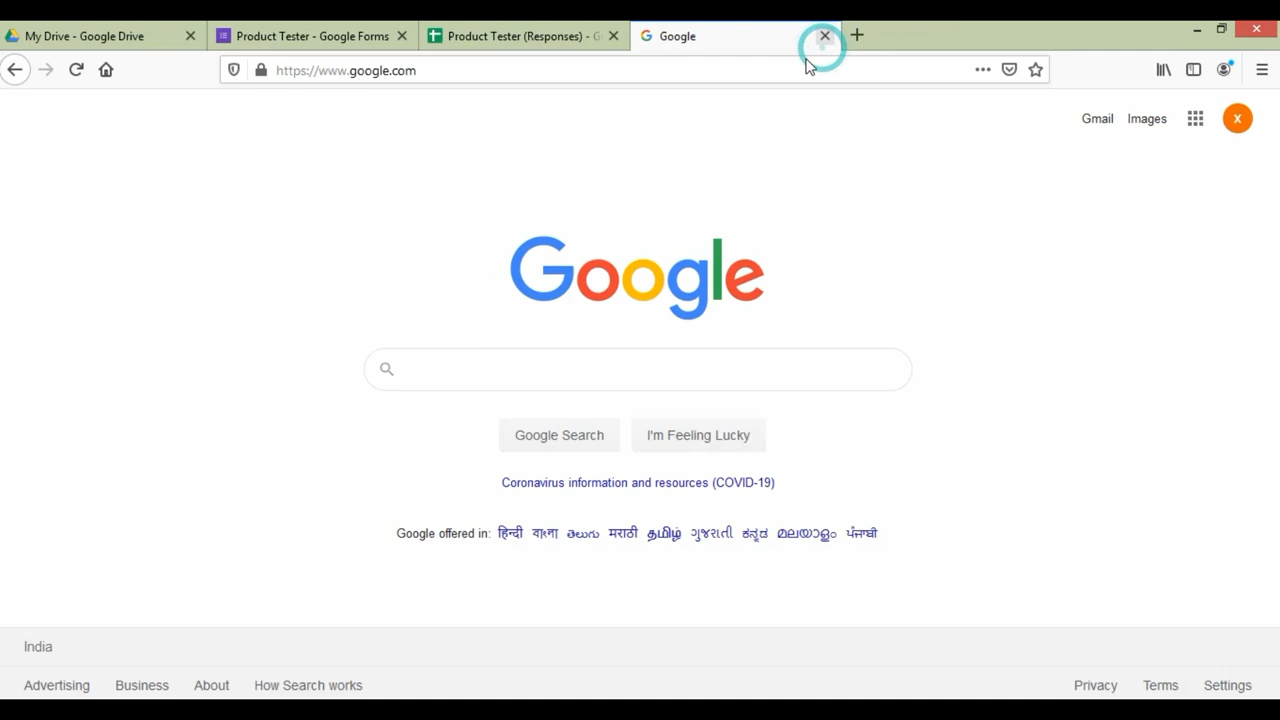 My Drive - Google Drive
Product Tester - Google Forms
Product Tester (Responses) - G
Google
https://www.google.com
Gmail Images X
Google
Google Search I'm Feeling Lucky
Coronavirus information and resources (COVID-19)
Google offered in: हिन्दी বাংলা తెలుగు मराठी தமிழ் ગુજરાતી ಕನ್ನಡ മലയാളം ਪੰਜਾਬੀ
India
Advertising Business About How Search works Privacy Terms Settings